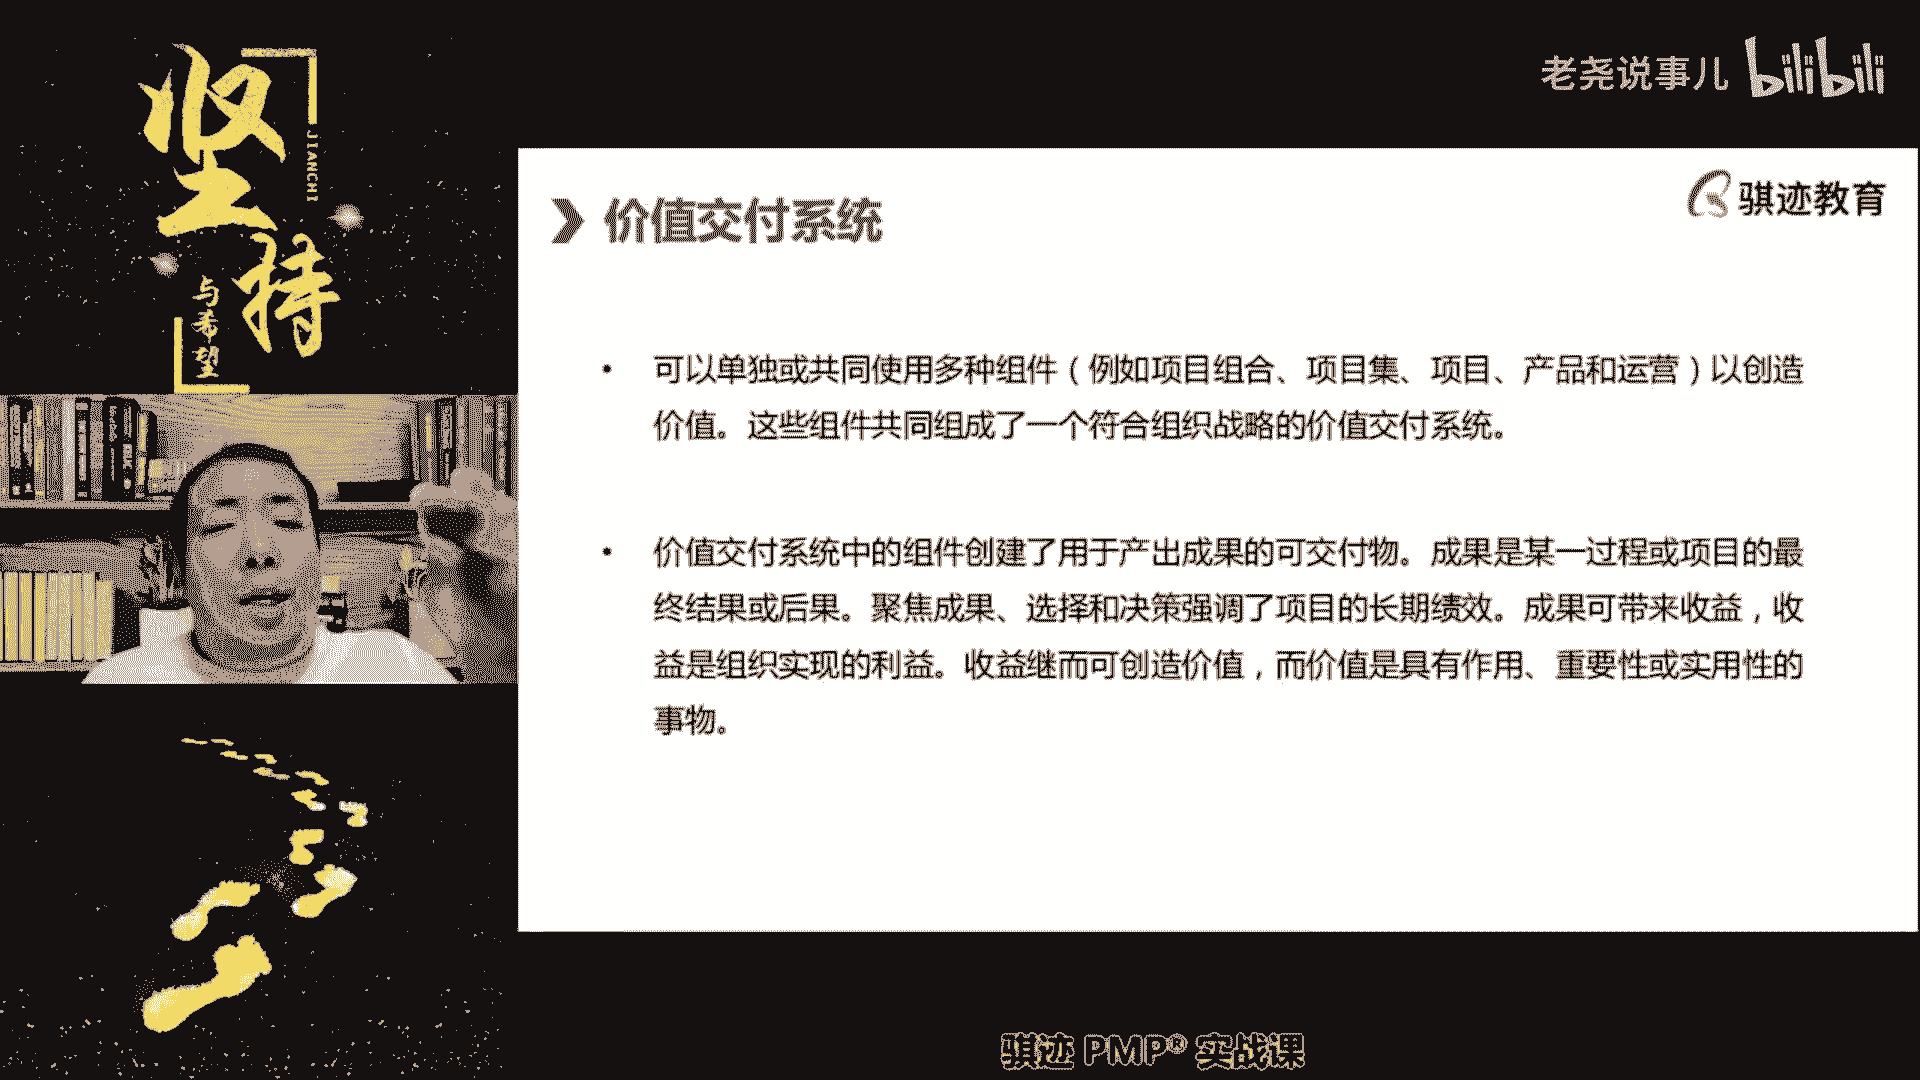 坚持
JIANCHI
与希望
老尧说事儿 bilibili
骐迹教育
价值交付系统
• 可以单独或共同使用多种组件（例如项目组合、项目集、项目、产品和运营）以创造
价值。这些组件共同组成了一个符合组织战略的价值交付系统。
• 价值交付系统中的组件创建了用于产出成果的可交付物。成果是某一过程或项目的最
终结果或后果。聚焦成果、选择和决策强调了项目的长期绩效。成果可带来收益，收
益是组织实现的利益。收益继而可创造价值，而价值是具有作用、重要性或实用性的
事物。
骐迹 PMP® 实战课